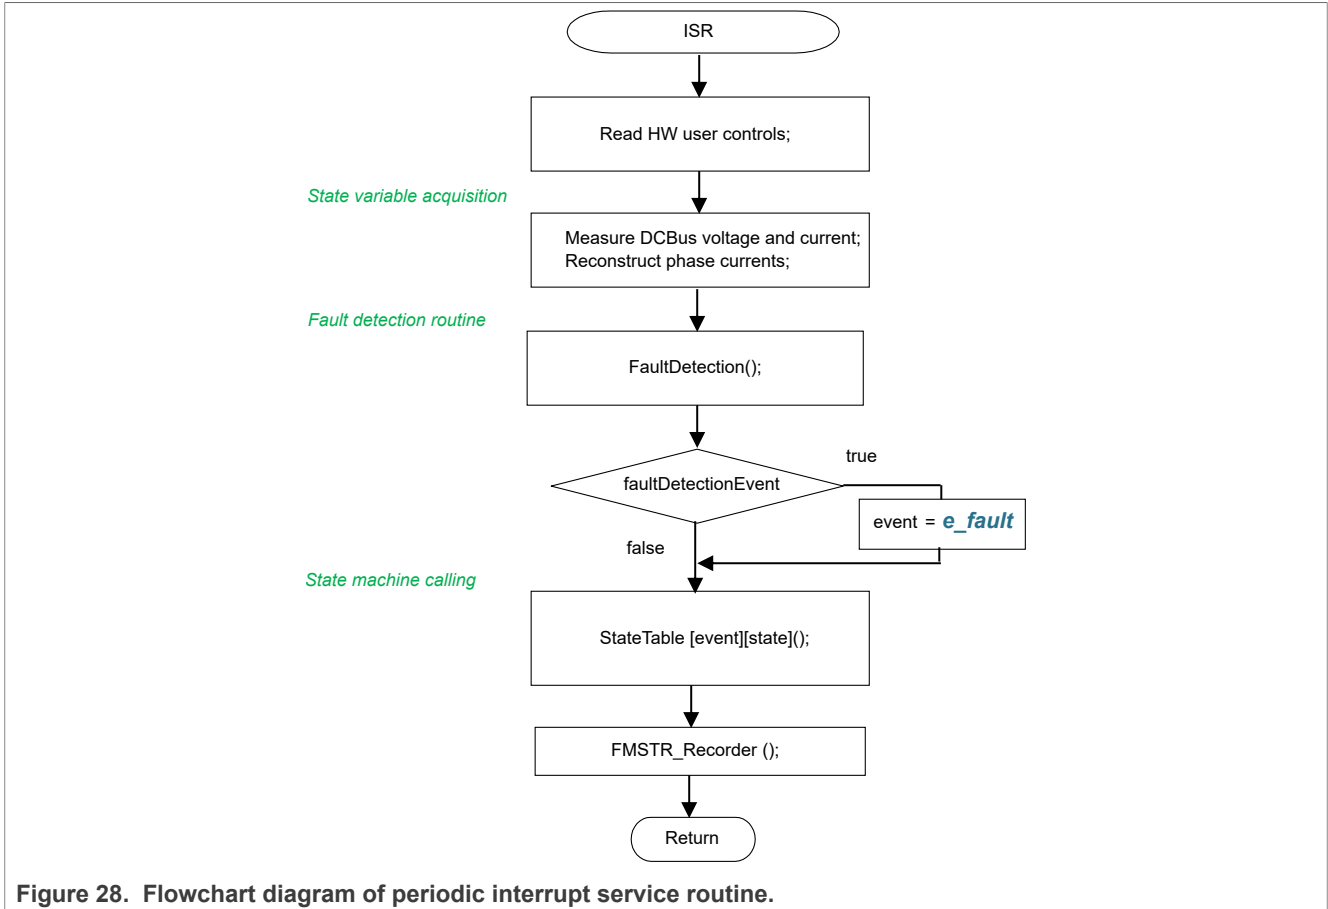 ISR
Read HW user controls;
State variable acquisition
Measure DCBus voltage and current;
Reconstruct phase currents;
Fault detection routine
FaultDetection();
true
faultDetectionEvent
event = e_fault
false
State machine calling
StateTable [event][state]();
FMSTR_Recorder ();
Return
Figure 28. Flowchart diagram of periodic interrupt service routine.